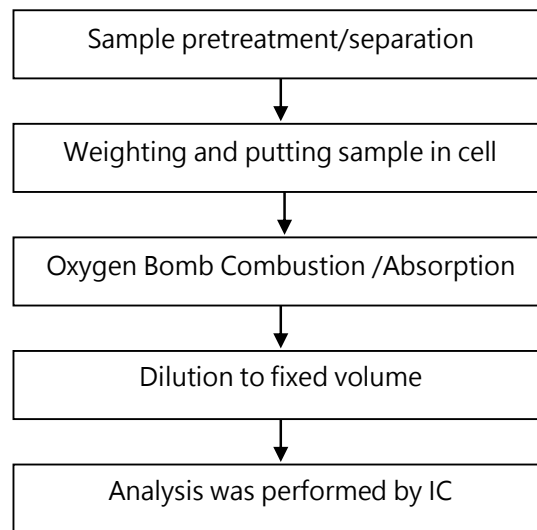 Sample pretreatment/separation
Weighting and putting sample in cell
Oxygen Bomb Combustion /Absorption
Dilution to fixed volume
Analysis was performed by IC